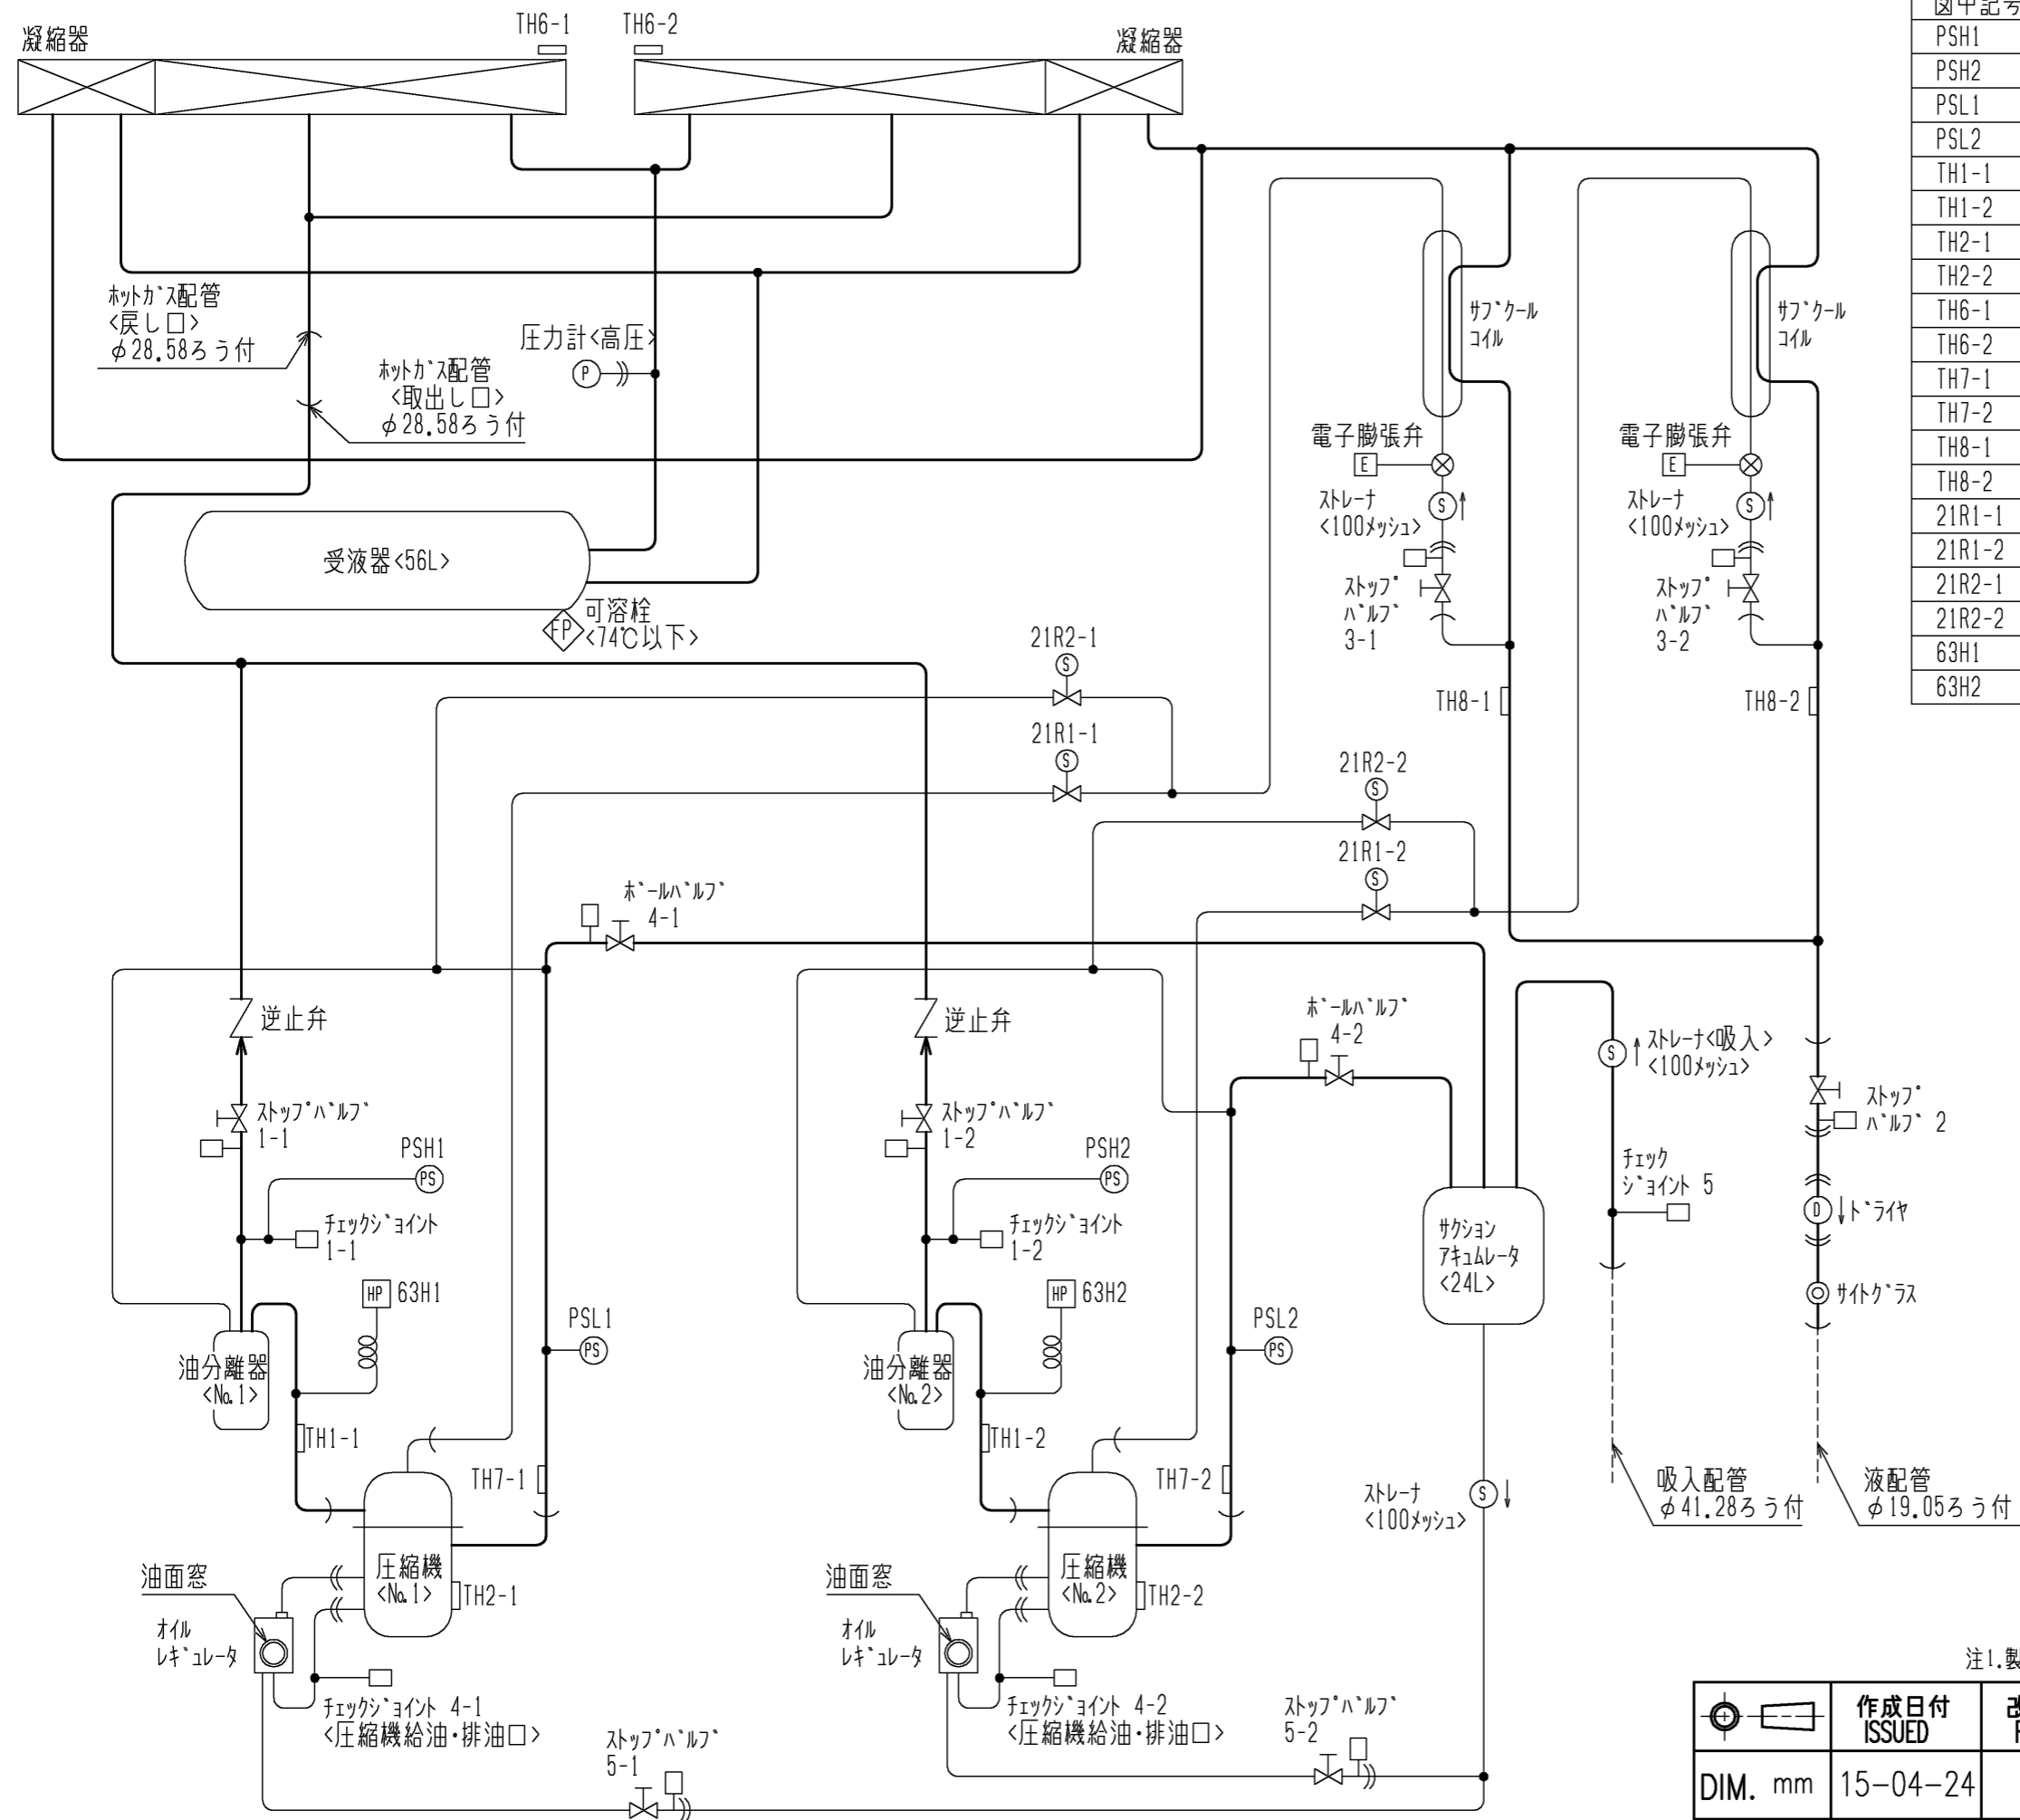 TH6-1
TH6-2
凝縮器
凝縮器
ホットガス配管
<戻し口>
φ28.58ろう付
ホットガス配管
<取出し口>
φ28.58ろう付
圧力計<高圧>
P
サブクール
コイル
サブクール
コイル
電子膨張弁
E
電子膨張弁
E
ストレーナ
<100メッシュ>
S
ストレーナ
<100メッシュ>
S
ストップ
バルブ
3-1
ストップ
バルブ
3-2
受液器<56L>
FP
可溶栓
<74℃以下>
TH8-1
TH8-2
21R2-1
S
21R1-1
S
21R2-2
S
21R1-2
S
ボールバルブ
4-1
ボールバルブ
4-2
逆止弁
逆止弁
ストップバルブ
1-1
ストップバルブ
1-2
PSH1
PS
PSH2
PS
チェックジョイント
1-1
チェックジョイント
1-2
HP
63H1
HP
63H2
PSL1
PS
PSL2
PS
油分離器
<No.1>
油分離器
<No.2>
TH1-1
TH1-2
TH7-1
TH7-2
圧縮機
<No.1>
圧縮機
<No.2>
TH2-1
TH2-2
油面窓
油面窓
オイル
レギュレータ
オイル
レギュレータ
チェックジョイント 4-1
<圧縮機給油・排油口>
チェックジョイント 4-2
<圧縮機給油・排油口>
ストップバルブ
5-1
ストップバルブ
5-2
サクション
アキュムレータ
<24L>
ストレーナ
<100メッシュ>
S
S
ストレーナ<吸入>
<100メッシュ>
チェック
ジョイント 5
ストップ
バルブ 2
D
ドライヤ
サイトグラス
吸入配管
φ41.28ろう付
液配管
φ19.05ろう付
図中記号
PSH1
PSH2
PSL1
PSL2
TH1-1
TH1-2
TH2-1
TH2-2
TH6-1
TH6-2
TH7-1
TH7-2
TH8-1
TH8-2
21R1-1
21R1-2
21R2-1
21R2-2
63H1
63H2
注1.製
作成日付
ISSUED
DIM. mm
15-04-24